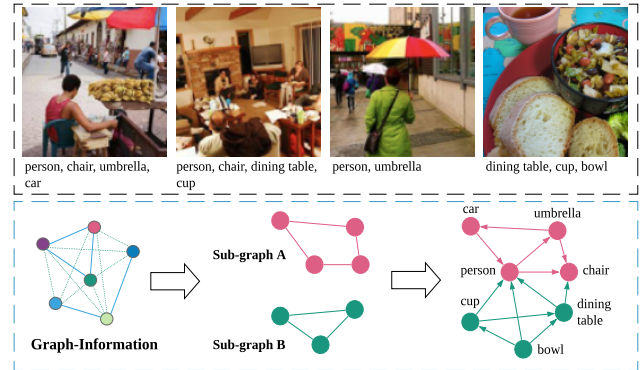 person, chair, umbrella,
car
person, chair, dining table,
cup
person, umbrella
dining table, cup, bowl
Graph-Information
Sub-graph A
Sub-graph B
car
umbrella
person
chair
cup
dining
table
bowl